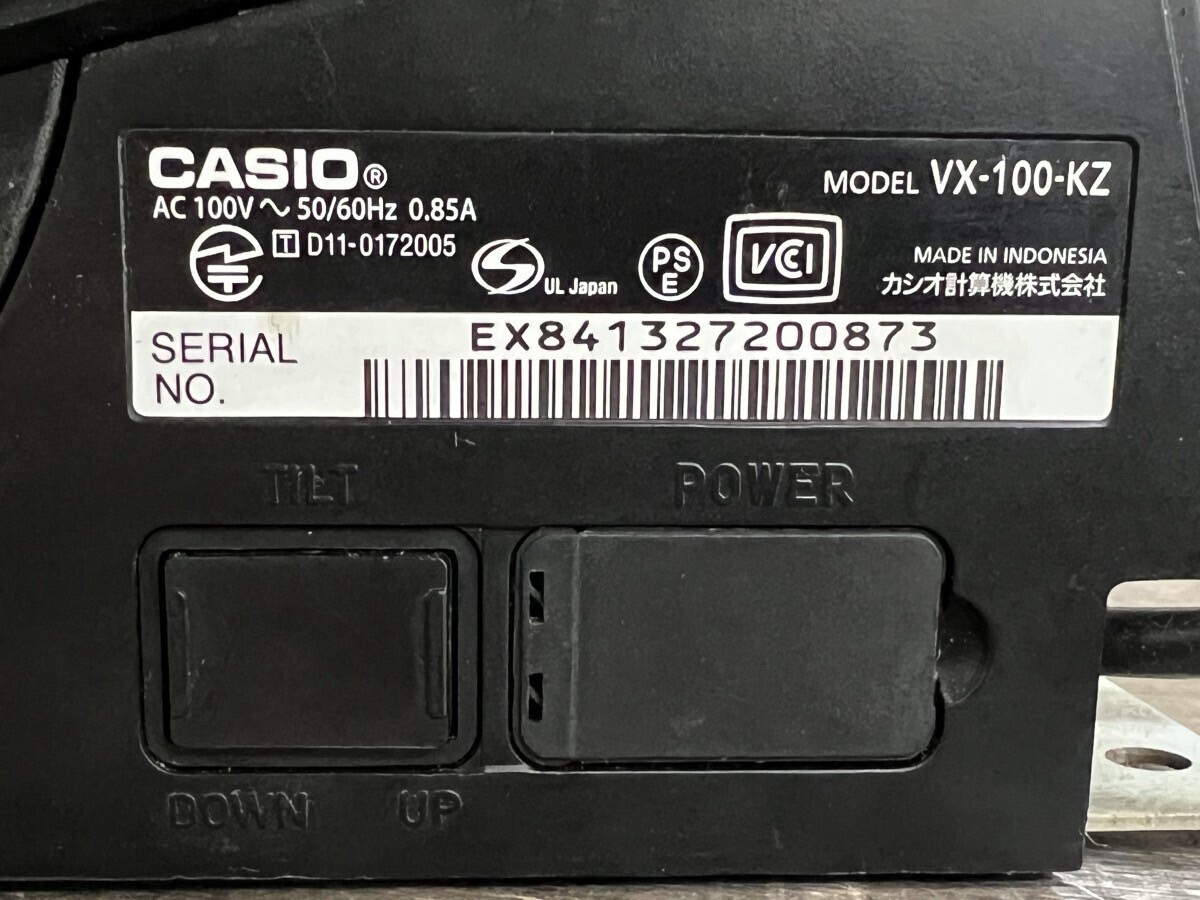 CASIO®
MODEL VX-100-KZ
AC 100V ～ 50/60Hz 0.85A
T D11-0172005
UL Japan
PS
E
VCCI
MADE IN INDONESIA
カシオ計算機株式会社
SERIAL
NO.
EX841327200873
TILT
POWER
DOWN UP